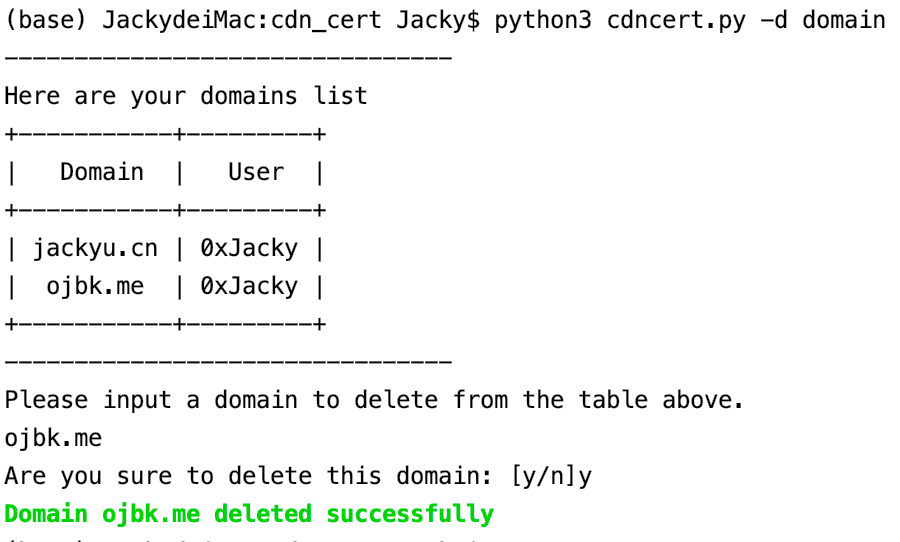 (base) JackydeiMac:cdn_cert Jacky$ python3 cdncert.py -d domain
--------------------------------
Here are your domains list
+-----------+---------+
|   Domain  |   User  |
+-----------+---------+
| jackyu.cn | 0xJacky |
|  ojbk.me  | 0xJacky |
+-----------+---------+
--------------------------------
Please input a domain to delete from the table above.
ojbk.me
Are you sure to delete this domain: [y/n]y
Domain ojbk.me deleted successfully